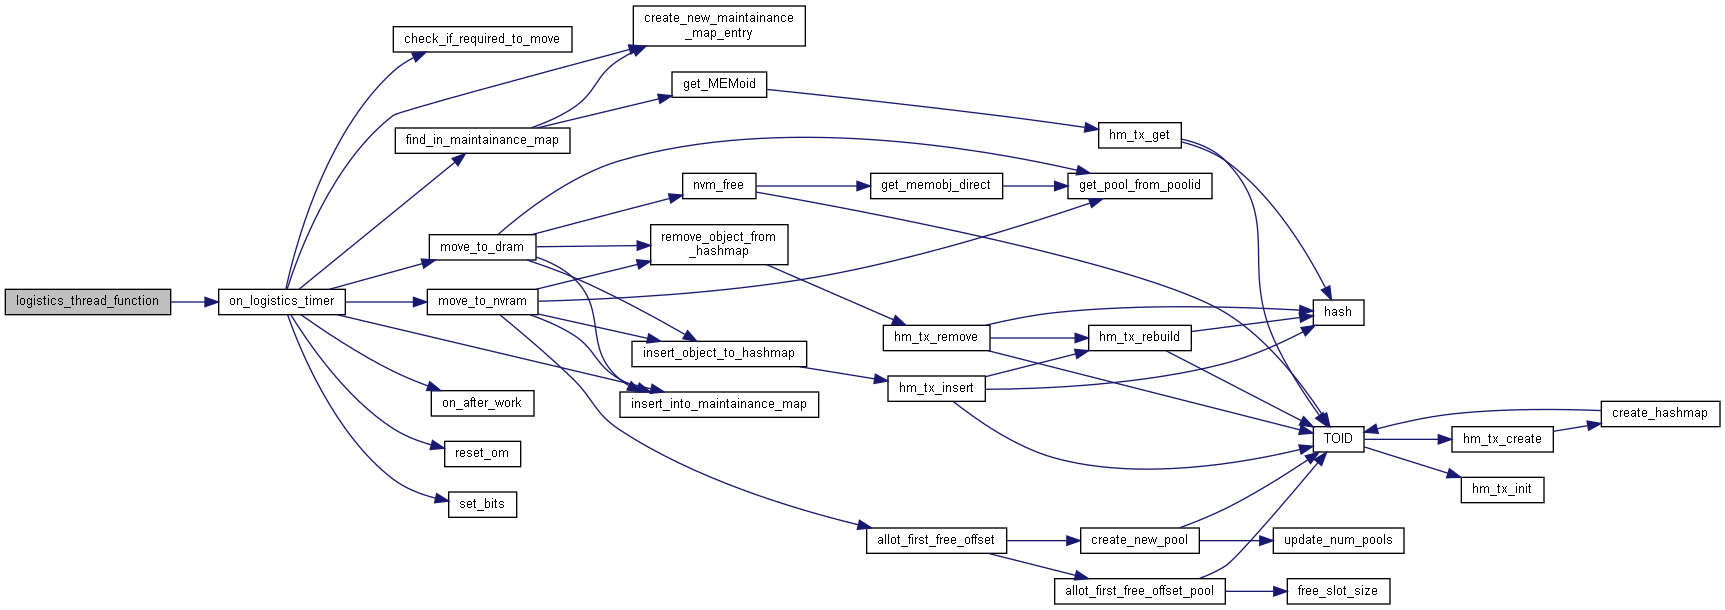 create_new_maintainance
_map_entry
check_if_required_to_move
get_MEMoid
find_in_maintainance_map
hm_tx_get
nvm_free
get_memobj_direct
get_pool_from_poolid
remove_object_from
_hashmap
move_to_dram
logistics_thread_function
on_logistics_timer
move_to_nvram
hash
hm_tx_remove
hm_tx_rebuild
insert_object_to_hashmap
hm_tx_insert
on_after_work
insert_into_maintainance_map
create_hashmap
TOID
hm_tx_create
reset_om
hm_tx_init
set_bits
allot_first_free_offset
create_new_pool
update_num_pools
allot_first_free_offset_pool
free_slot_size